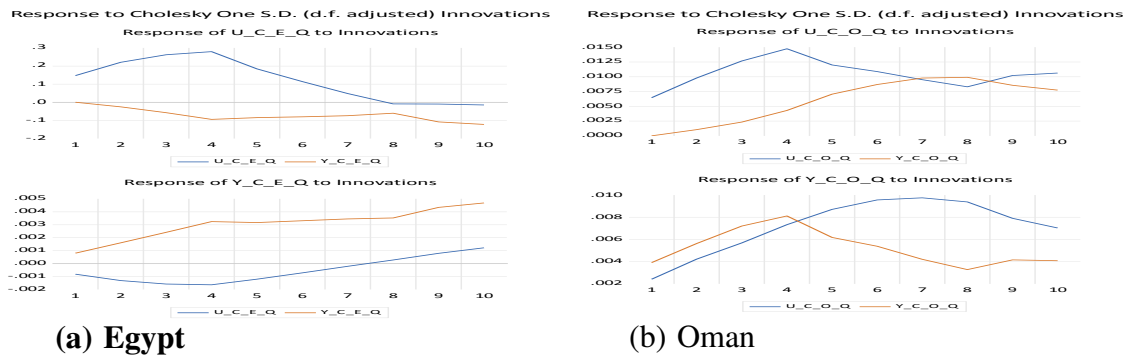 Response to Cholesky One S.D. (d.f. adjusted) Innovations
Response of U_C_E_Q to Innovations
.3
.2
.1
.0
-.1
-.2
1 2 3 4 5 6 7 8 9 10
U_C_E_Q Y_C_E_Q
Response of Y_C_E_Q to Innovations
.005
.004
.003
.002
.001
.000
-.001
-.002
1 2 3 4 5 6 7 8 9 10
U_C_E_Q Y_C_E_Q
(a) Egypt
Response to Cholesky One S.D. (d.f. adjusted) Innovations
Response of U_C_O_Q to Innovations
.0150
.0125
.0100
.0075
.0050
.0025
.0000
1 2 3 4 5 6 7 8 9 10
U_C_O_Q Y_C_O_Q
Response of Y_C_O_Q to Innovations
.010
.008
.006
.004
.002
1 2 3 4 5 6 7 8 9 10
U_C_O_Q Y_C_O_Q
(b) Oman